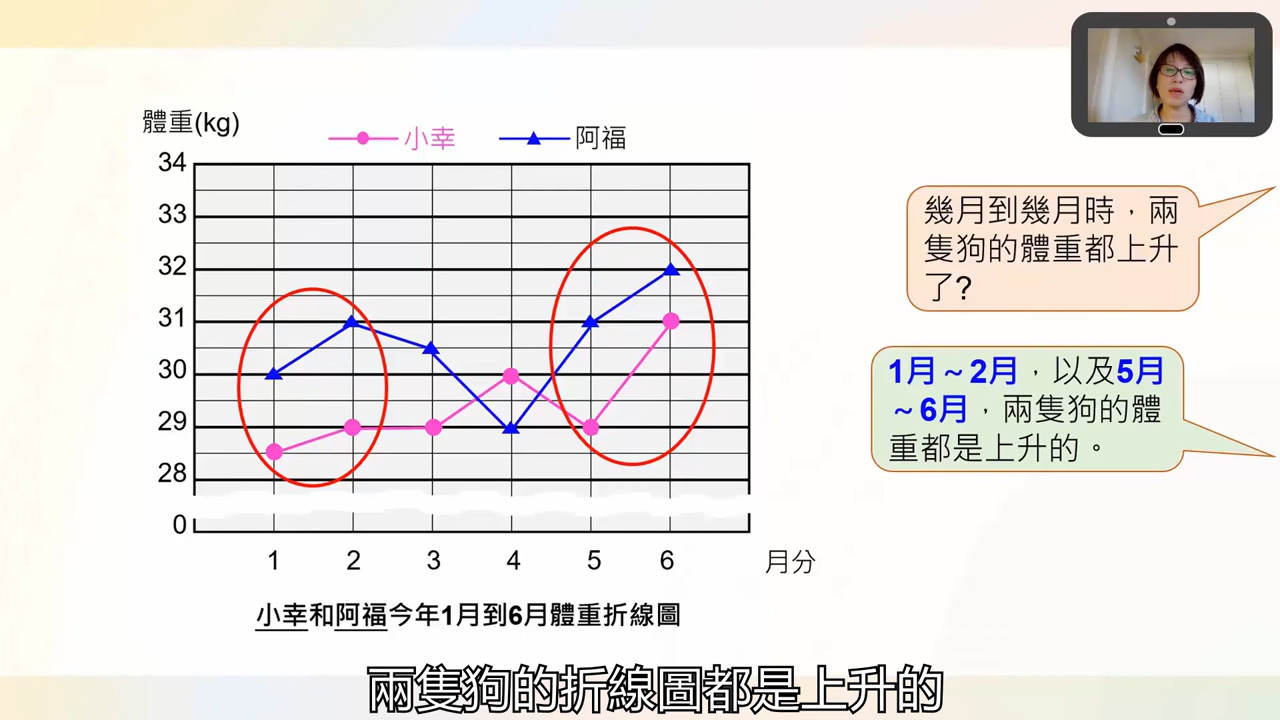 體重(kg)
小幸
阿福
34
33
32
31
30
29
28
0
1 2 3 4 5 6 月分
小幸和阿福今年1月到6月體重折線圖
幾月到幾月時，兩
隻狗的體重都上升
了?
1月～2月，以及5月
～6月，兩隻狗的體
重都是上升的。
兩隻狗的折線圖都是上升的